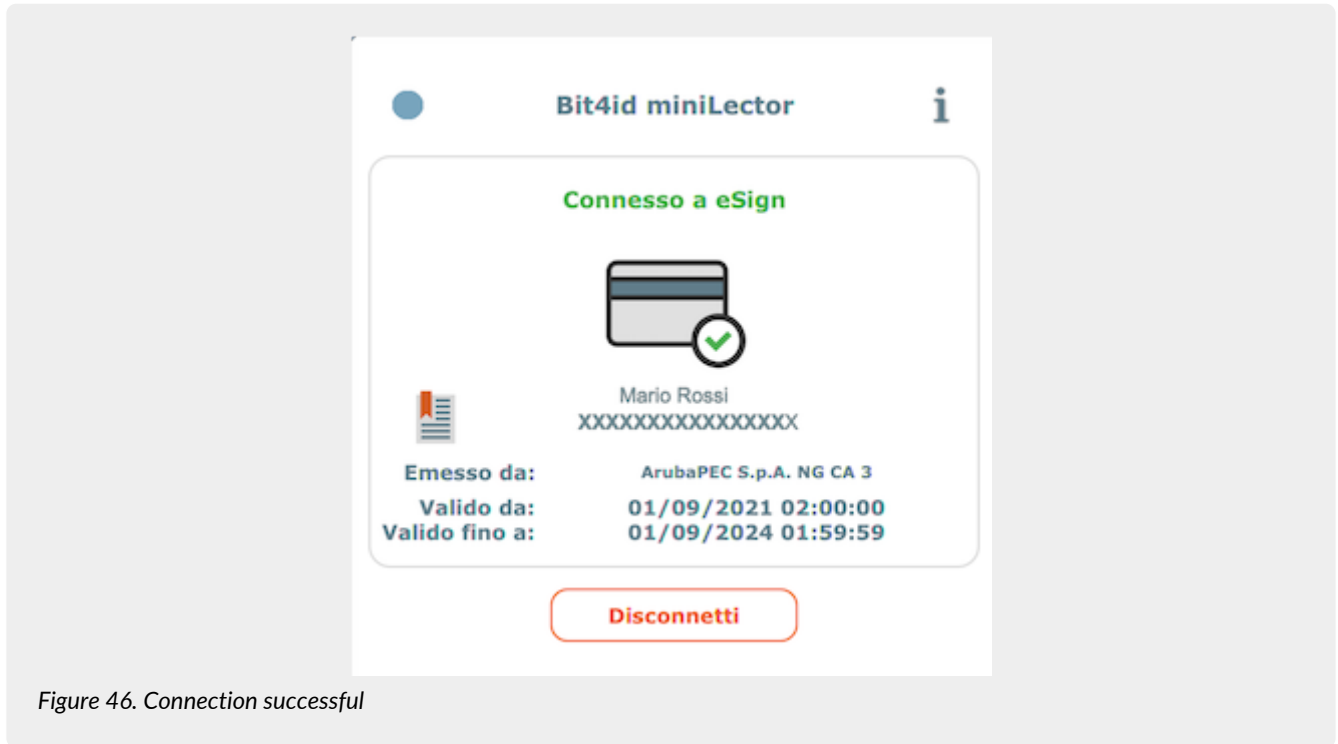 Bit4id miniLector
Connesso a eSign
Mario Rossi
XXXXXXXXXXXXXXXX
Emesso da: ArubaPEC S.p.A. NG CA 3
Valido da: 01/09/2021 02:00:00
Valido fino a: 01/09/2024 01:59:59
Disconnetti
Figure 46. Connection successful